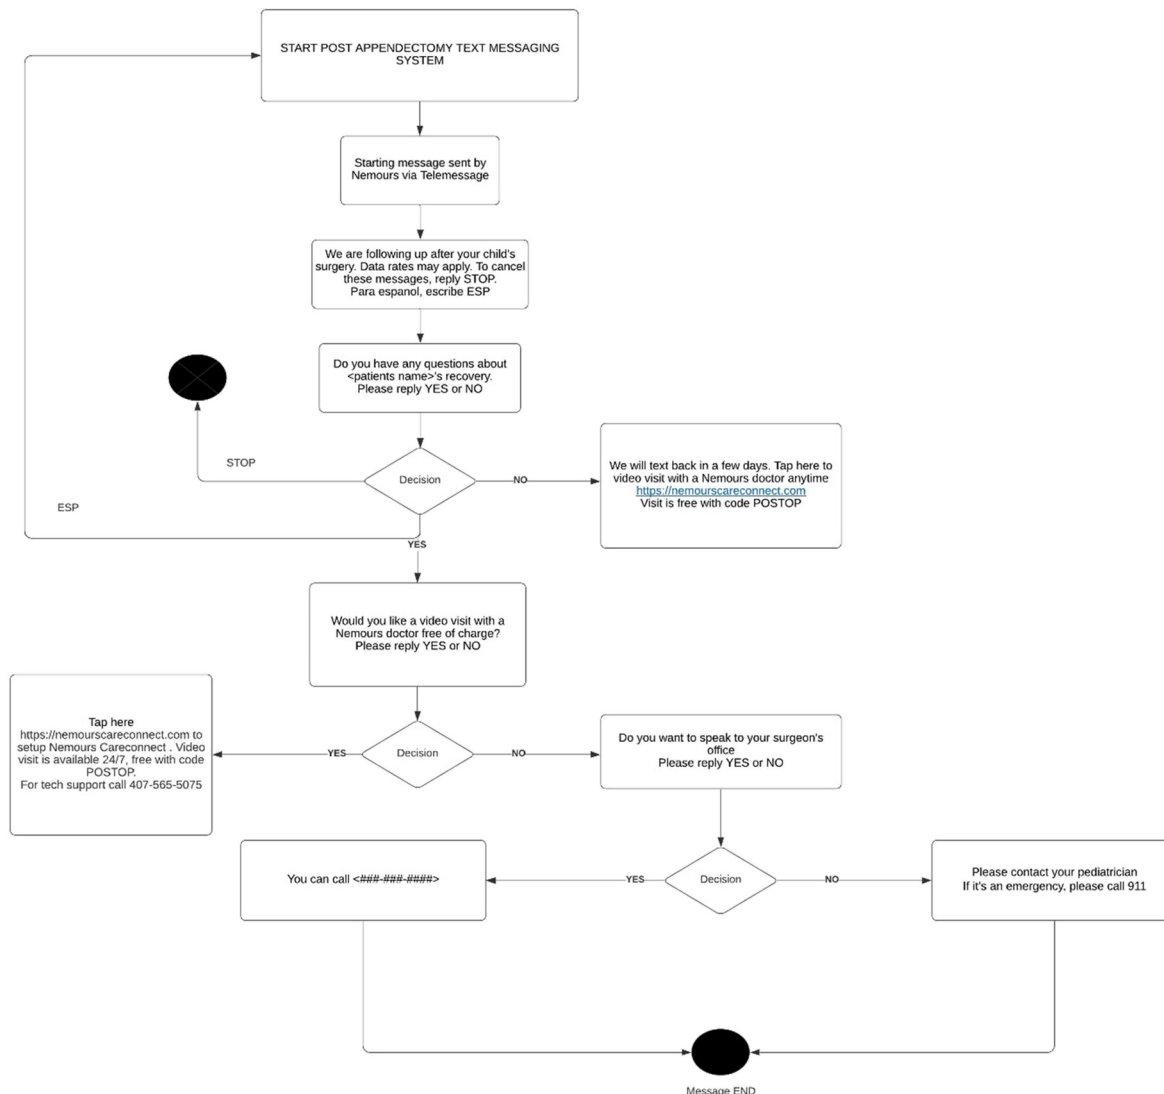 START POST APPENDECTOMY TEXT MESSAGING
SYSTEM
Starting message sent by
Nemours via Telemessage
We are following up after your child's
surgery. Data rates may apply. To cancel
these messages, reply STOP.
Para espanol, escribe ESP
Do you have any questions about
<patients name>'s recovery.
Please reply YES or NO
STOP
Decision
NO
We will text back in a few days. Tap here to
video visit with a Nemours doctor anytime
https://nemourscareconnect.com
Visit is free with code POSTOP
ESP
YES
Would you like a video visit with a
Nemours doctor free of charge?
Please reply YES or NO
Tap here
https://nemourscareconnect.com to
setup Nemours Careconnect . Video
visit is available 24/7, free with code
POSTOP.
For tech support call 407-565-5075
YES
Decision
NO
Do you want to speak to your surgeon's
office
Please reply YES or NO
You can call <###-###-####>
YES
Decision
NO
Please contact your pediatrician
If it's an emergency, please call 911
Message END